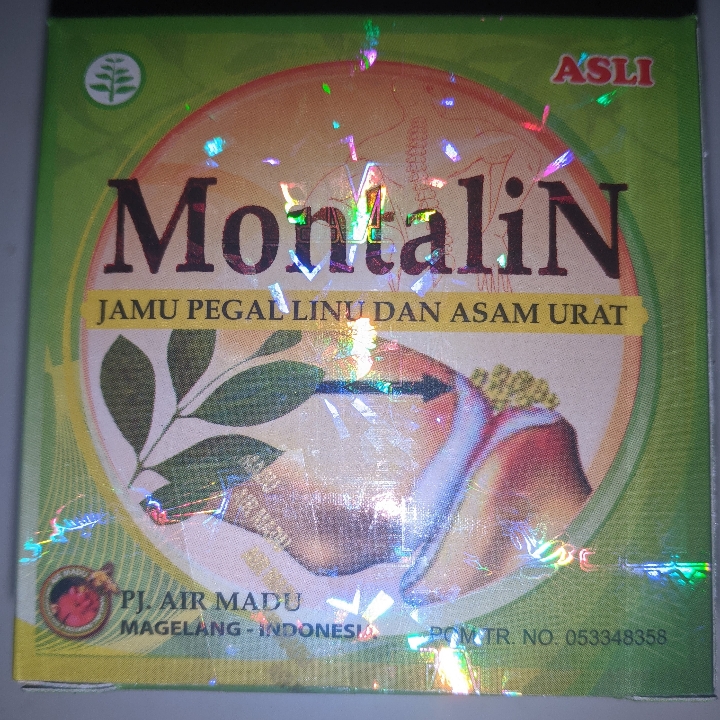 ASLI
MontaliN
JAMU PEGAL LINU DAN ASAM URAT
PJ. AIR MADU
MAGELANG - INDONESIA
POM TR. NO. 053348358